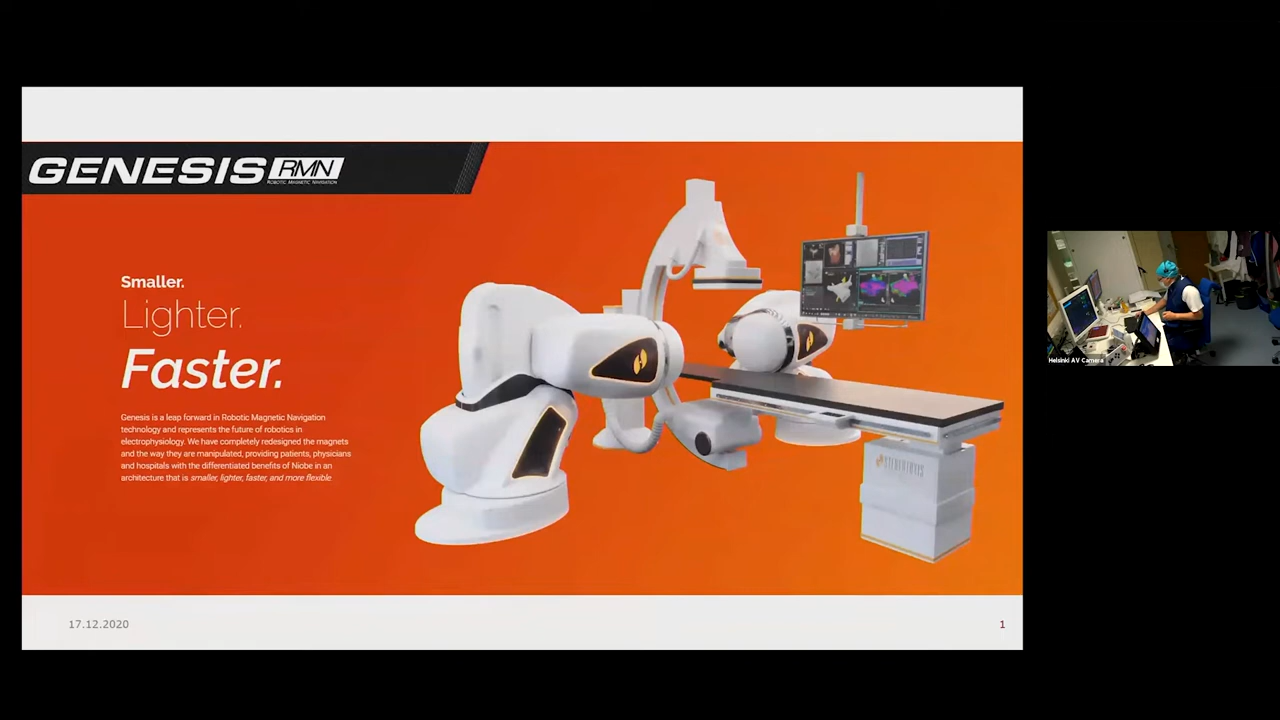 GENESIS RMN
ROBOTIC MAGNETIC NAVIGATION
Smaller.
Lighter.
Faster.
Genesis is a leap forward in Robotic Magnetic Navigation
technology and represents the future of robotics in
electrophysiology. We have completely redesigned the magnets
and the way they are manipulated, providing patients, physicians
and hospitals with the differentiated benefits of Niobe in an
architecture that is smaller, lighter, faster, and more flexible
STEREOTAXIS
17.12.2020
1
Helsinki AV Camera